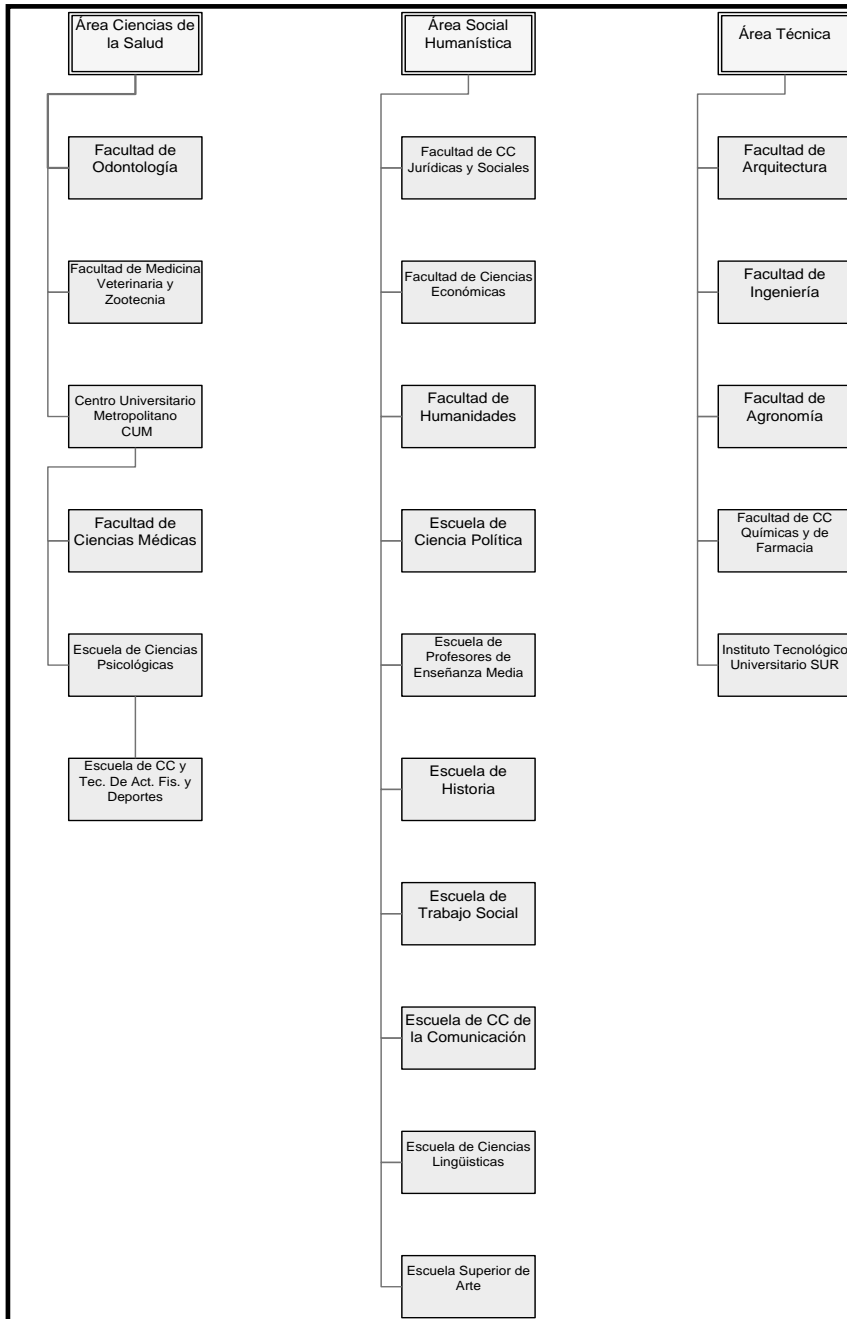 Área Ciencias de
la Salud
Facultad de
Odontología
Facultad de Medicina
Veterinaria y
Zootecnia
Centro Universitario
Metropolitano
CUM
Facultad de
Ciencias Médicas
Escuela de Ciencias
Psicológicas
Escuela de CC y
Tec. De Act. Fis. y
Deportes
Área Social
Humanística
Facultad de CC
Jurídicas y Sociales
Facultad de Ciencias
Económicas
Facultad de
Humanidades
Escuela de
Ciencia Política
Escuela de
Profesores de
Enseñanza Media
Escuela de
Historia
Escuela de
Trabajo Social
Escuela de CC de
la Comunicación
Escuela de Ciencias
Lingüisticas
Escuela Superior de
Arte
Área Técnica
Facultad de
Arquitectura
Facultad de
Ingeniería
Facultad de
Agronomía
Facultad de CC
Químicas y de
Farmacia
Instituto Tecnológico
Universitario SUR